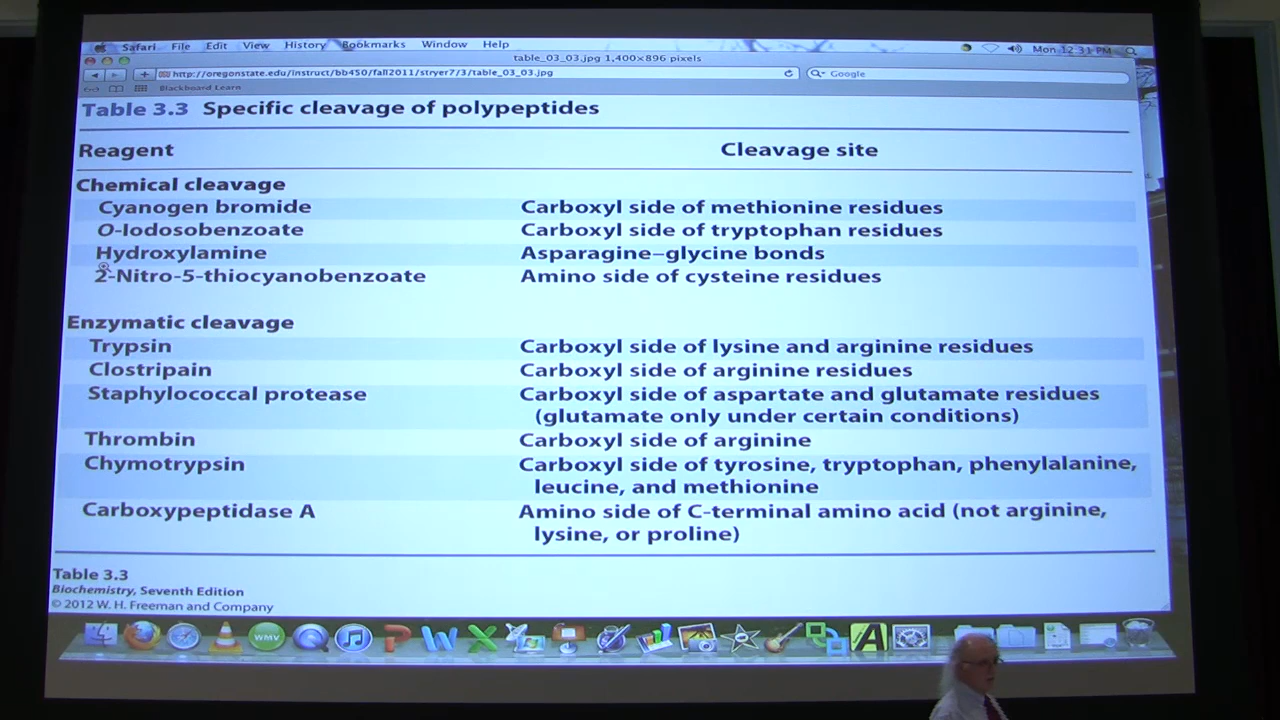 Safari File Edit View History Bookmarks Window Help Mon 12:31 PM
table_03_03.jpg 1,400×896 pixels
http://oregonstate.edu/instruct/bb450/fall2011/stryer7/3/table_03_03.jpg Google
Blackboard Learn
Table 3.3 Specific cleavage of polypeptides
Reagent Cleavage site
Chemical cleavage
Cyanogen bromide Carboxyl side of methionine residues
O-Iodosobenzoate Carboxyl side of tryptophan residues
Hydroxylamine Asparagine–glycine bonds
2-Nitro-5-thiocyanobenzoate Amino side of cysteine residues
Enzymatic cleavage
Trypsin Carboxyl side of lysine and arginine residues
Clostripain Carboxyl side of arginine residues
Staphylococcal protease Carboxyl side of aspartate and glutamate residues
(glutamate only under certain conditions)
Thrombin Carboxyl side of arginine
Chymotrypsin Carboxyl side of tyrosine, tryptophan, phenylalanine,
leucine, and methionine
Carboxypeptidase A Amino side of C-terminal amino acid (not arginine,
lysine, or proline)
Table 3.3
Biochemistry, Seventh Edition
© 2012 W. H. Freeman and Company
WMV